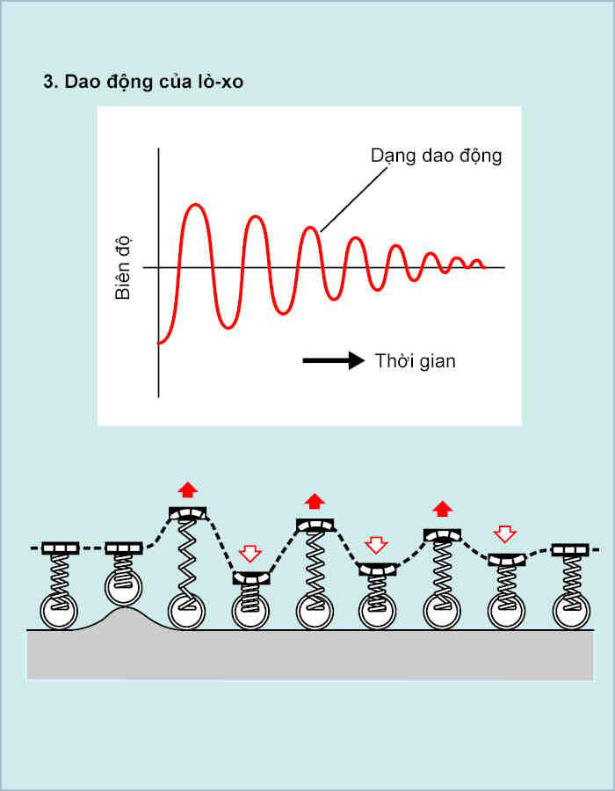 3. Dao động của lò-xo
Dạng dao động
Biên độ
Thời gian